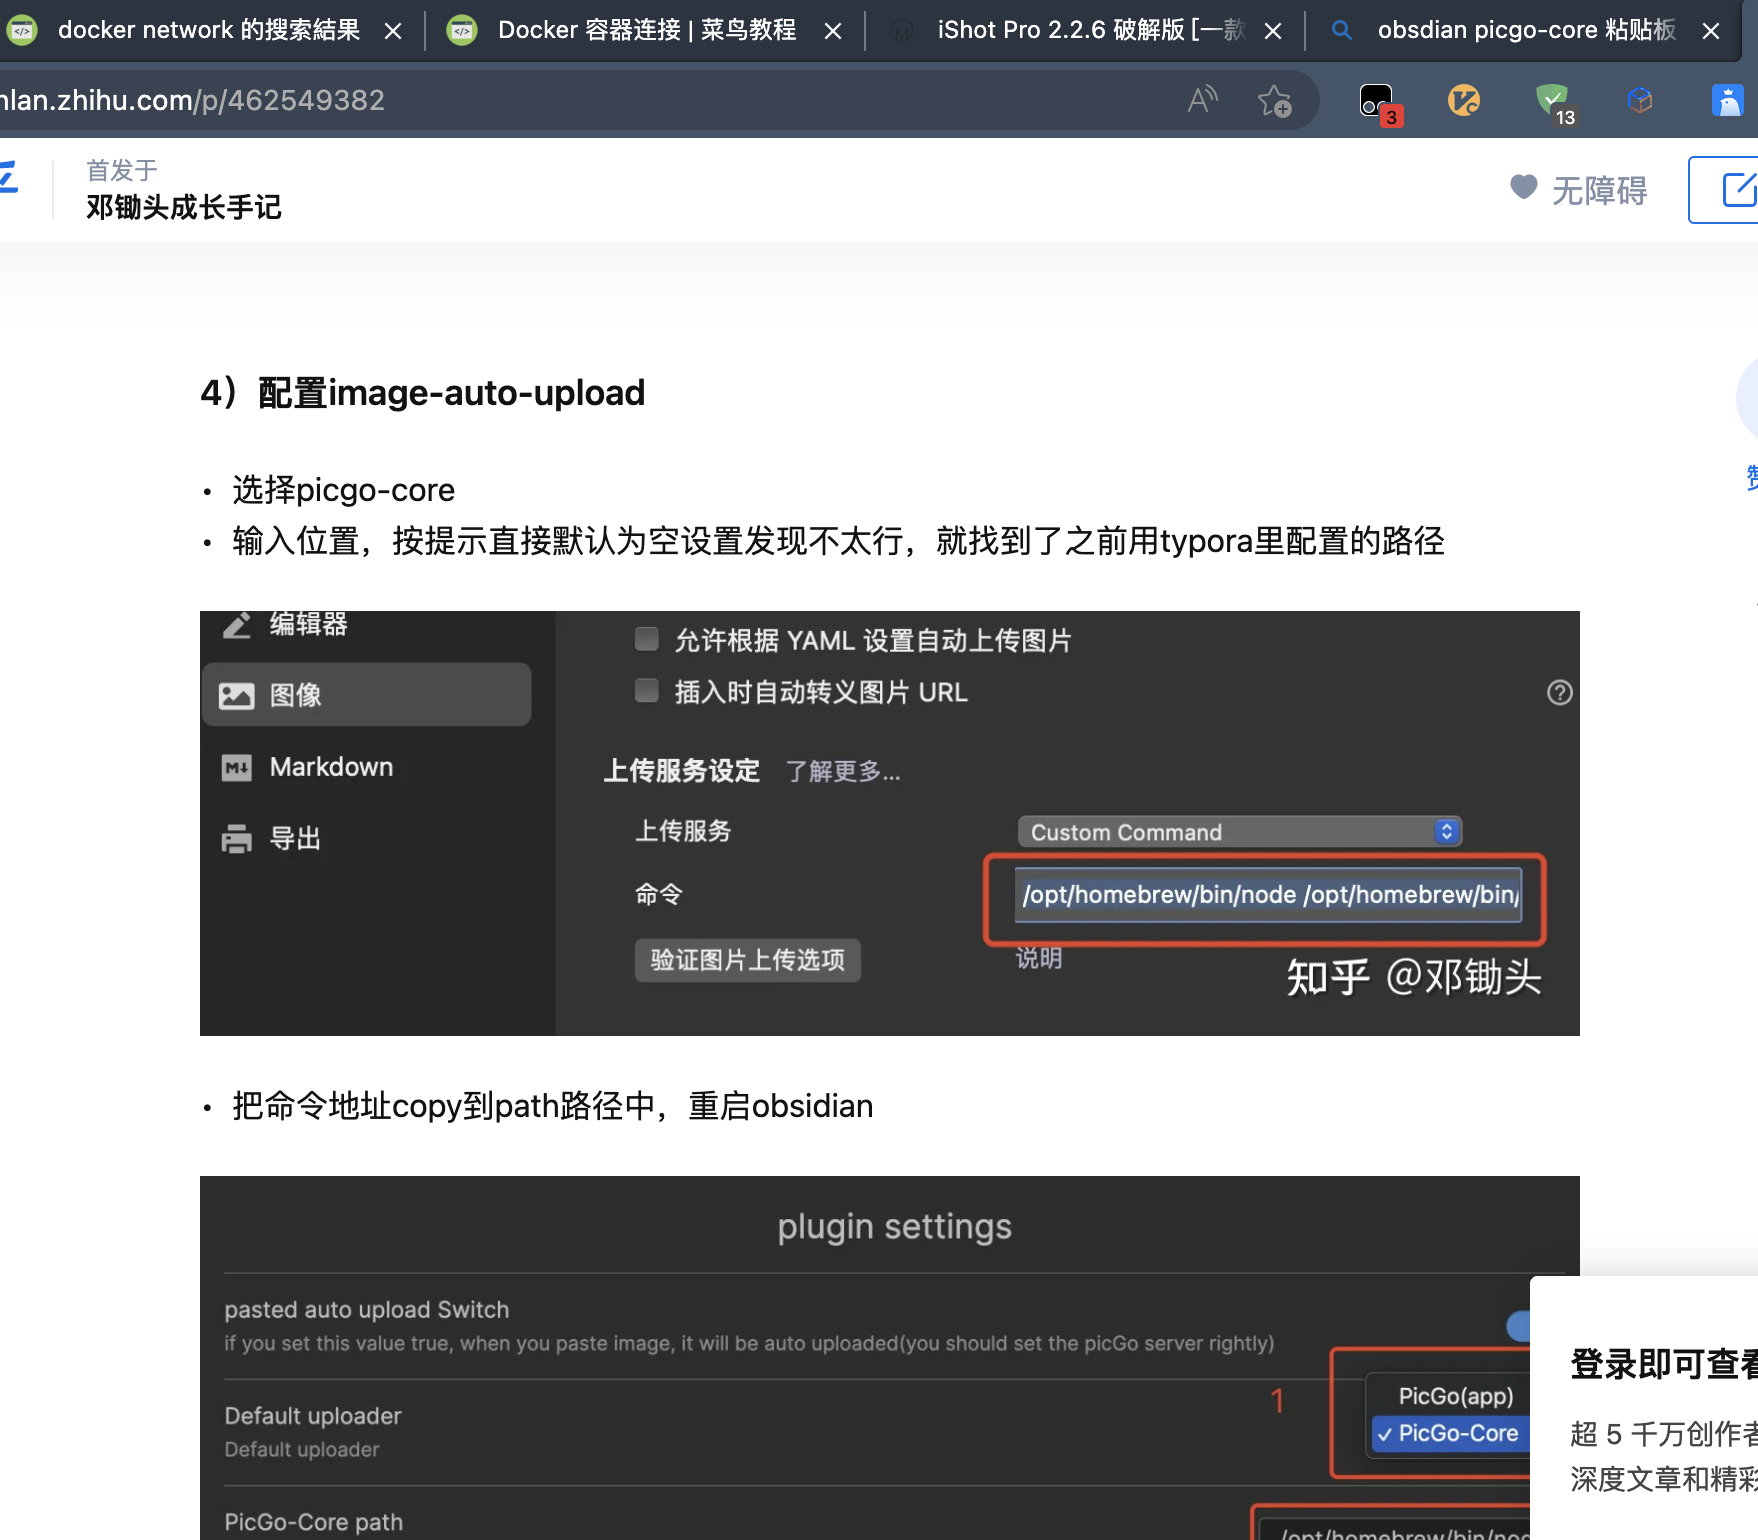 docker network 的搜索結果
Docker 容器连接 | 菜鸟教程
iShot Pro 2.2.6 破解版 [一款
obsdian picgo-core 粘贴板
nlan.zhihu.com/p/462549382
3
13
首发于
邓锄头成长手记
无障碍
4）配置image-auto-upload
• 选择picgo-core
• 输入位置，按提示直接默认为空设置发现不太行，就找到了之前用typora里配置的路径
编辑器
允许根据 YAML 设置自动上传图片
图像
插入时自动转义图片 URL
Markdown
上传服务设定 了解更多...
导出
上传服务
Custom Command
命令
/opt/homebrew/bin/node /opt/homebrew/bin/
验证图片上传选项
说明
知乎 @邓锄头
• 把命令地址copy到path路径中，重启obsidian
plugin settings
pasted auto upload Switch
if you set this value true, when you paste image, it will be auto uploaded(you should set the picGo server rightly)
Default uploader
Default uploader
1
PicGo(app)
✓ PicGo-Core
PicGo-Core path
/opt/homebrew/bin/noc
登录即可查看
超 5 千万创作者
深度文章和精彩